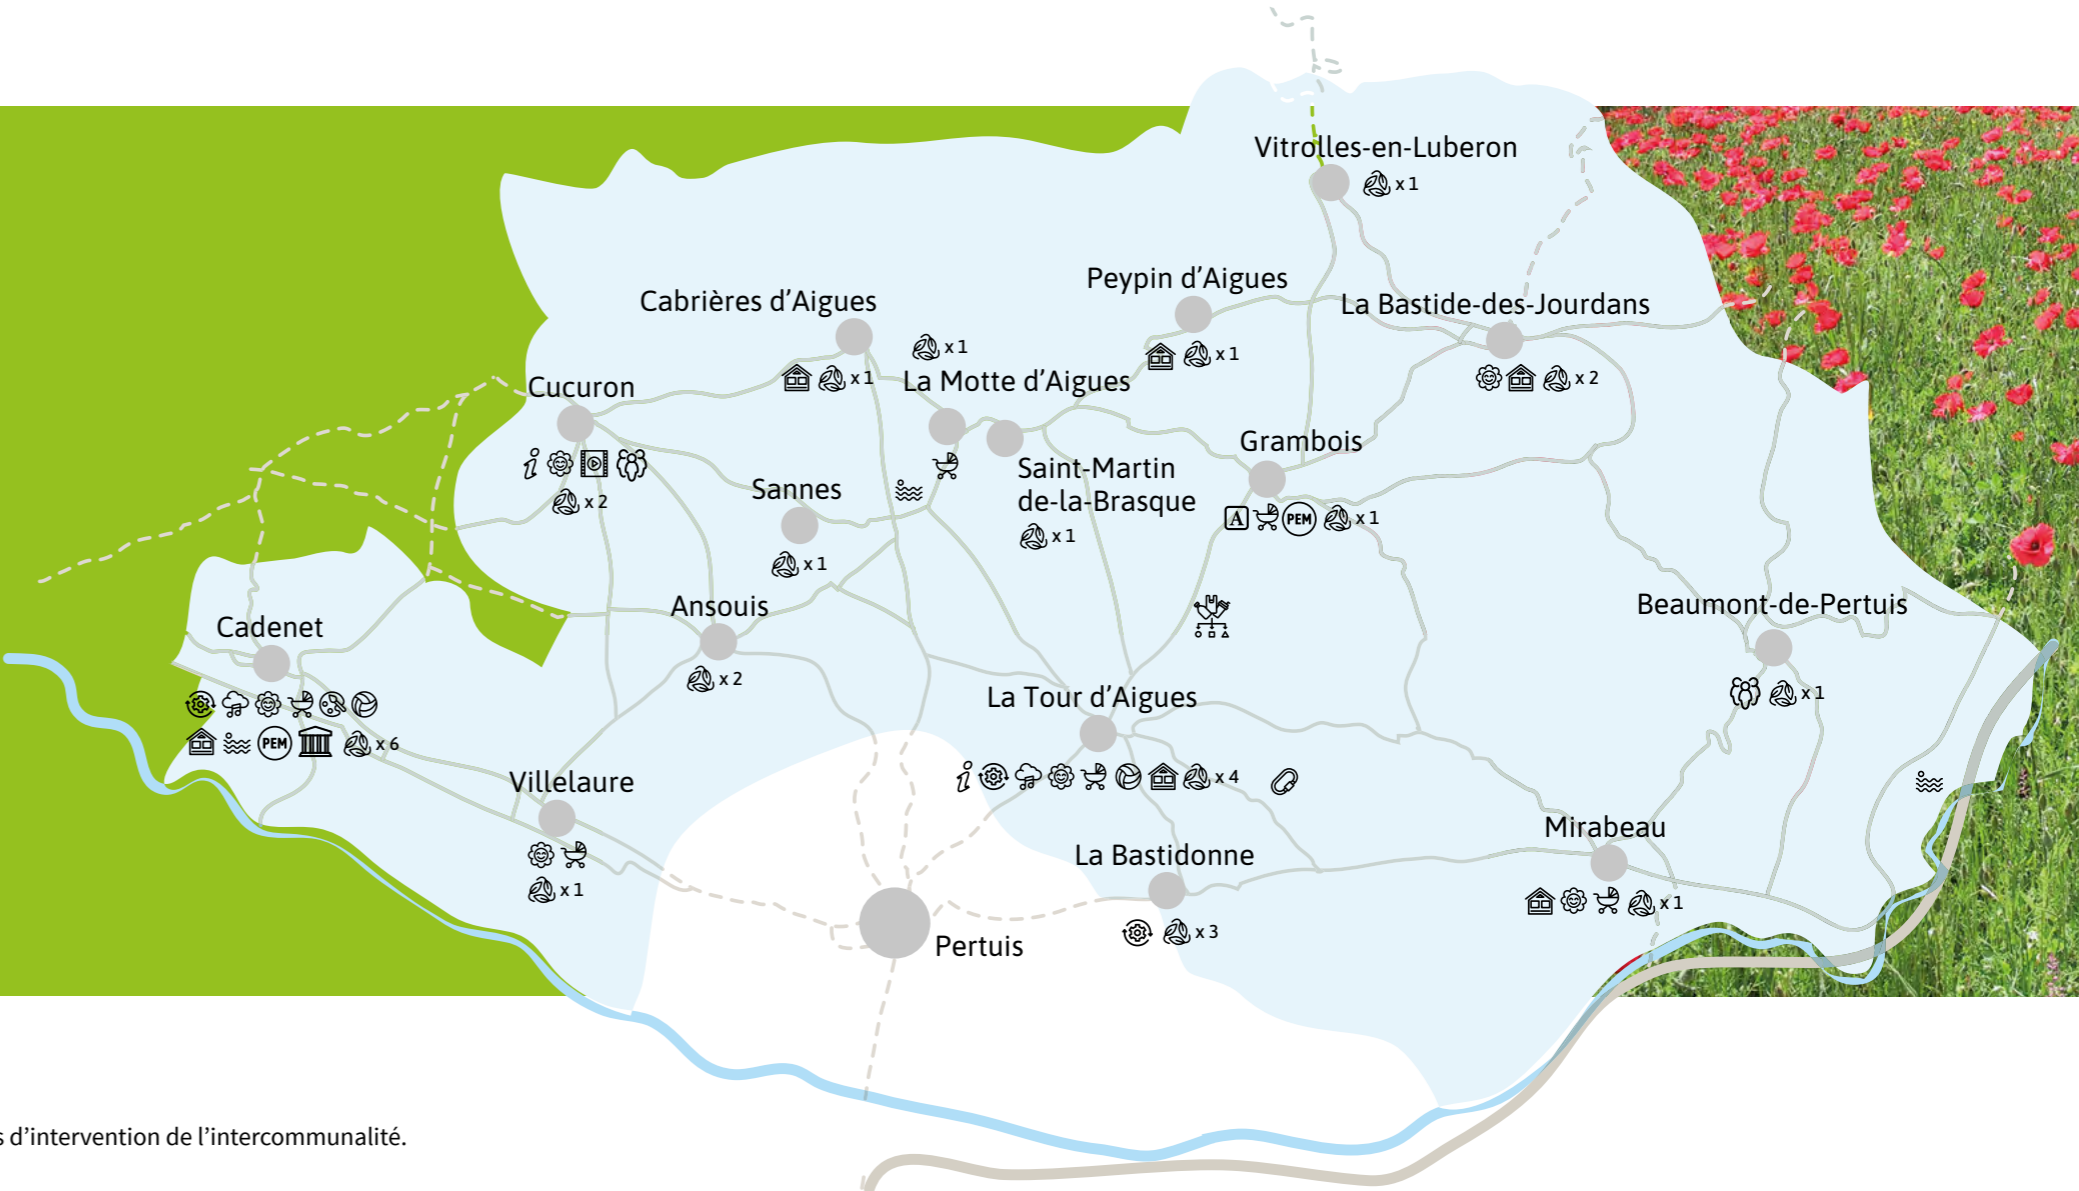 Vitrolles-en-Luberon
x 1
Peypin d’Aigues
x 1
Cabrières d’Aigues
x 1
La Bastide-des-Jourdans
x 2
x 1
La Motte d’Aigues
Cucuron
x 2
Grambois
A PEM x 1
Saint-Martin
de-la-Brasque
x 1
Sannes
x 1
Ansouis
x 2
Beaumont-de-Pertuis
x 1
Cadenet
PEM x 6
La Tour d’Aigues
i x 4
Villelaure
x 1
La Bastidonne
x 3
Mirabeau
x 1
Pertuis
s d’intervention de l’intercommunalité.